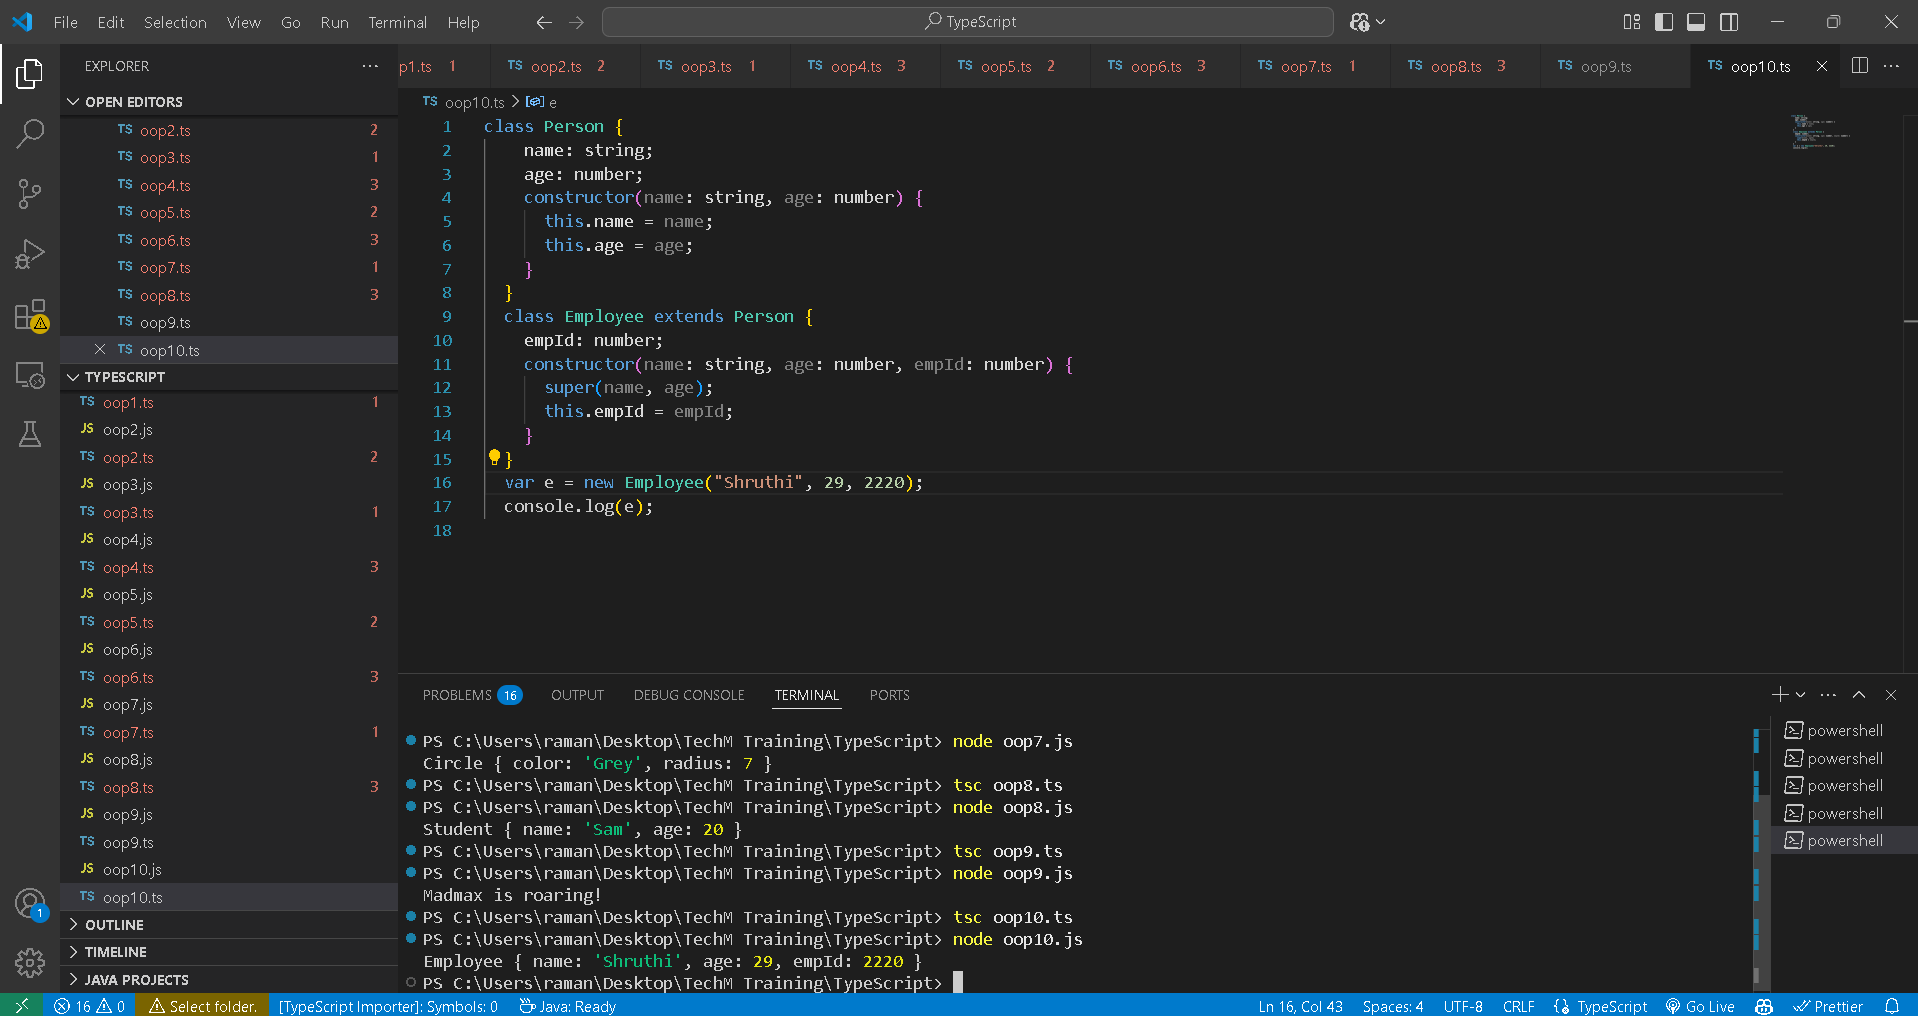 File Edit Selection View Go Run Terminal Help
TypeScript
EXPLORER
OPEN EDITORS
TS oop2.ts 2
TS oop3.ts 1
TS oop4.ts 3
TS oop5.ts 2
TS oop6.ts 3
TS oop7.ts 1
TS oop8.ts 3
TS oop9.ts
TS oop10.ts
TYPESCRIPT
TS oop1.ts 1
JS oop2.js
TS oop2.ts 2
JS oop3.js
TS oop3.ts 1
JS oop4.js
TS oop4.ts 3
JS oop5.js
TS oop5.ts 2
JS oop6.js
TS oop6.ts 3
JS oop7.js
TS oop7.ts 1
JS oop8.js
TS oop8.ts 3
JS oop9.js
TS oop9.ts
JS oop10.js
TS oop10.ts
OUTLINE
TIMELINE
JAVA PROJECTS
1
p1.ts 1 TS oop2.ts 2 TS oop3.ts 1 TS oop4.ts 3 TS oop5.ts 2 TS oop6.ts 3 TS oop7.ts 1 TS oop8.ts 3 TS oop9.ts TS oop10.ts
TS oop10.ts > e
1 class Person {
2 name: string;
3 age: number;
4 constructor(name: string, age: number) {
5 this.name = name;
6 this.age = age;
7 }
8 }
9 class Employee extends Person {
10 empId: number;
11 constructor(name: string, age: number, empId: number) {
12 super(name, age);
13 this.empId = empId;
14 }
15 }
16 var e = new Employee("Shruthi", 29, 2220);
17 console.log(e);
18
PROBLEMS 16 OUTPUT DEBUG CONSOLE TERMINAL PORTS
PS C:\Users\raman\Desktop\TechM Training\TypeScript> node oop7.js
Circle { color: 'Grey', radius: 7 }
PS C:\Users\raman\Desktop\TechM Training\TypeScript> tsc oop8.ts
PS C:\Users\raman\Desktop\TechM Training\TypeScript> node oop8.js
Student { name: 'Sam', age: 20 }
PS C:\Users\raman\Desktop\TechM Training\TypeScript> tsc oop9.ts
PS C:\Users\raman\Desktop\TechM Training\TypeScript> node oop9.js
Madmax is roaring!
PS C:\Users\raman\Desktop\TechM Training\TypeScript> tsc oop10.ts
PS C:\Users\raman\Desktop\TechM Training\TypeScript> node oop10.js
Employee { name: 'Shruthi', age: 29, empId: 2220 }
PS C:\Users\raman\Desktop\TechM Training\TypeScript>
powershell
powershell
powershell
powershell
powershell
16 0 Select folder. [TypeScript Importer]: Symbols: 0 Java: Ready Ln 16, Col 43 Spaces: 4 UTF-8 CRLF TypeScript Go Live Prettier